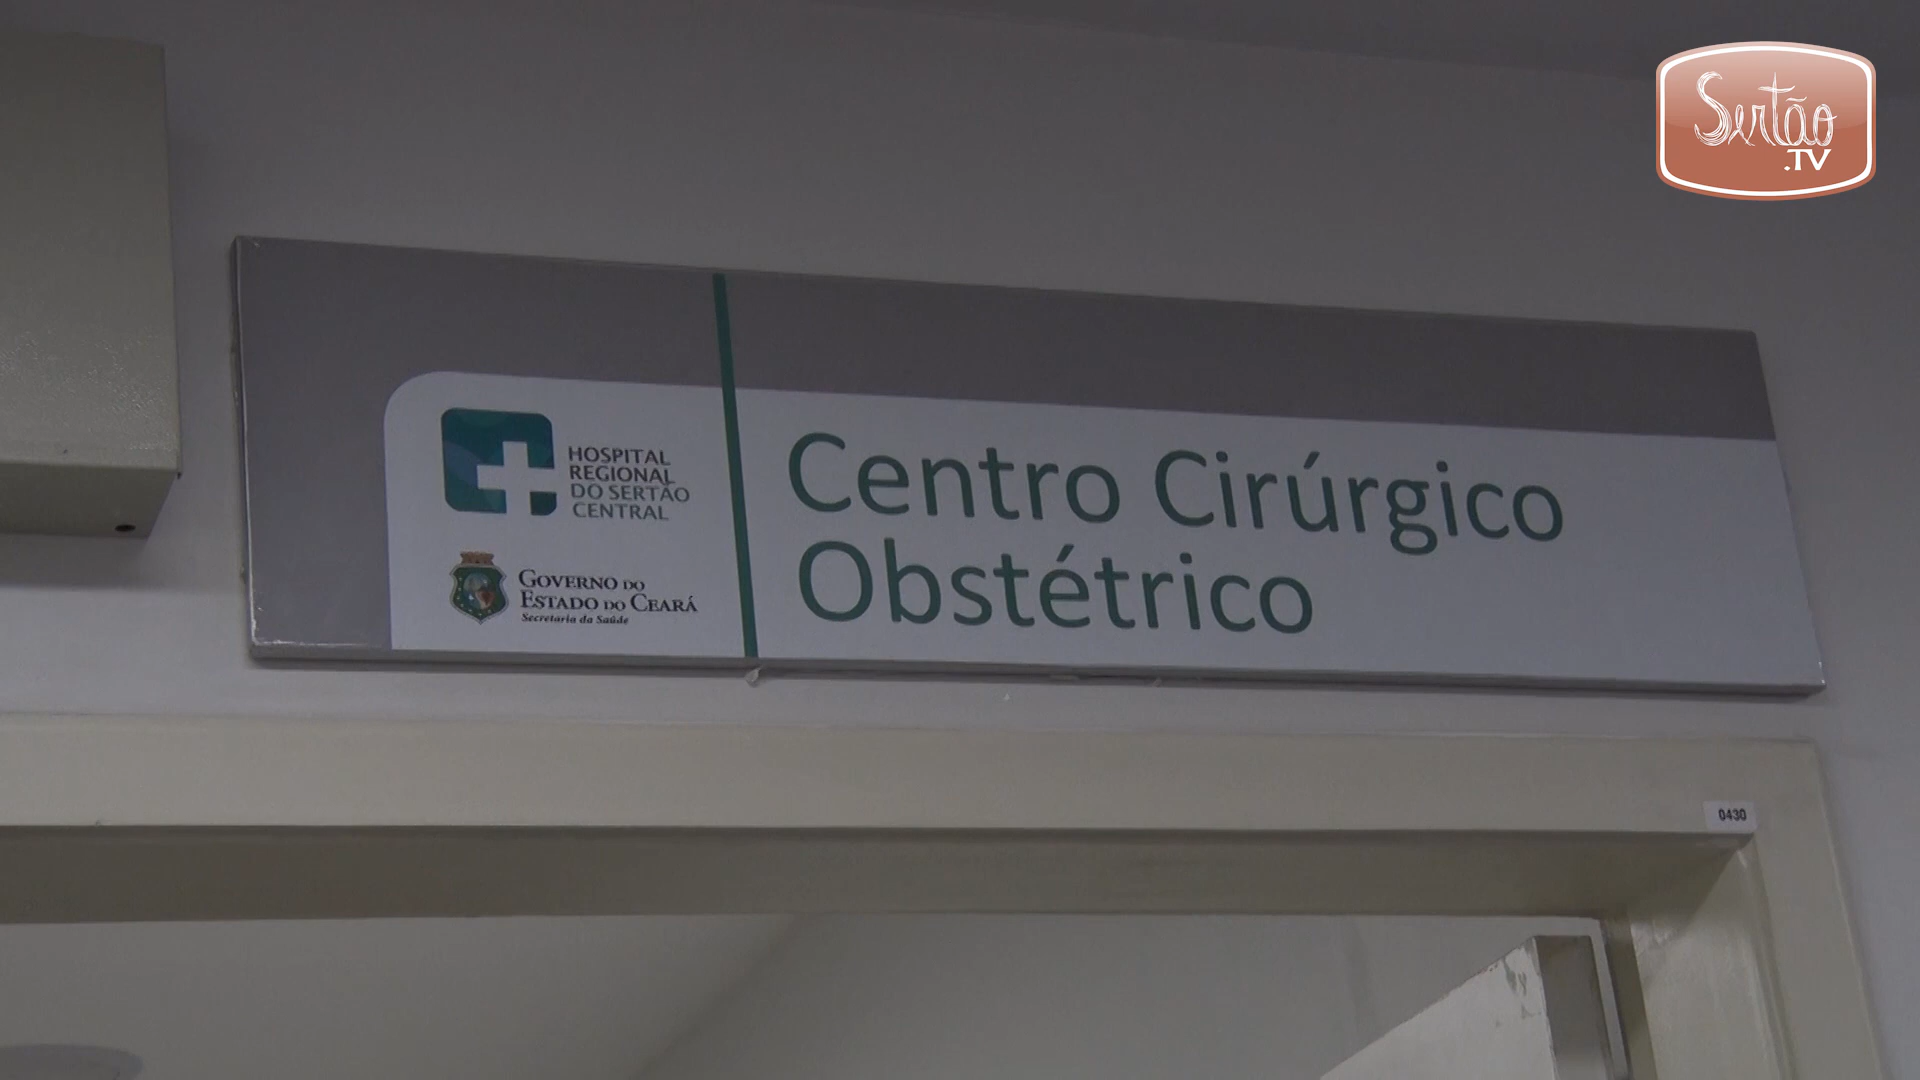 Sertão
.TV
HOSPITAL
REGIONAL
DO SERTÃO
CENTRAL
GOVERNO DO
ESTADO DO CEARÁ
Secretaria da Saúde
Centro Cirúrgico
Obstétrico
0430